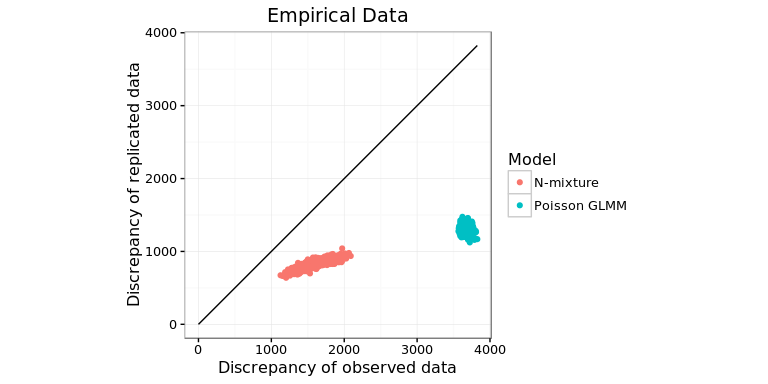 Empirical Data
Discrepancy of replicated data
4000
3000
2000
1000
0
0 1000 2000 3000 4000
Discrepancy of observed data
Model
N-mixture
Poisson GLMM